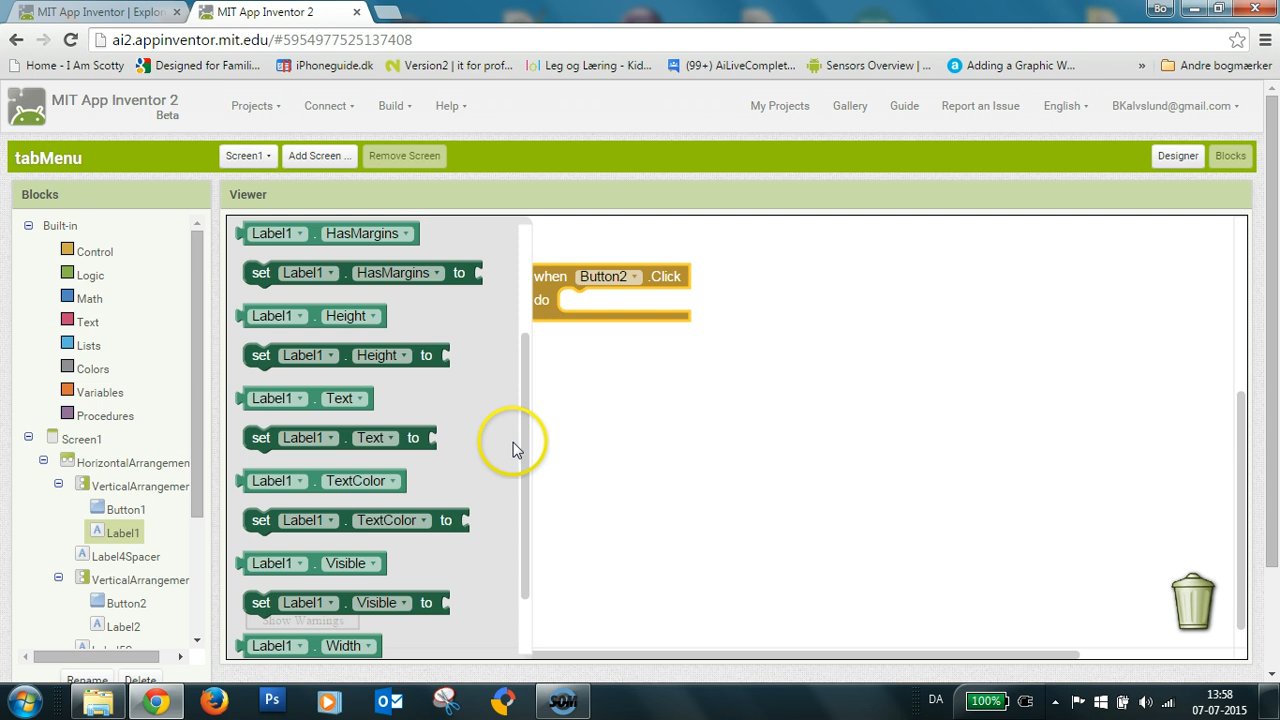 MIT App Inventor | Explor
MIT App Inventor 2
Bo
ai2.appinventor.mit.edu/#5954977525137408
Home - I Am Scotty
Designed for Famili...
iPhoneguide.dk
Version2 | it for prof...
Leg og Læring - Kid...
(99+) AiLiveComplet...
Sensors Overview | ...
Adding a Graphic W...
»
Andre bogmærker
MIT App Inventor 2
Beta
Projects
Connect
Build
Help
My Projects
Gallery
Guide
Report an Issue
English
BKalvslund@gmail.com
tabMenu
Screen1
Add Screen ...
Remove Screen
Designer
Blocks
Blocks
Viewer
Built-in
Control
Logic
Math
Text
Lists
Colors
Variables
Procedures
Screen1
HorizontalArrangemen
VerticalArrangemer
Button1
Label1
Label4Spacer
VerticalArrangemer
Button2
Label2
Rename
Delete
Label1 . HasMargins
set Label1 . HasMargins to
Label1 . Height
set Label1 . Height to
Label1 . Text
set Label1 . Text to
Label1 . TextColor
set Label1 . TextColor to
Label1 . Visible
set Label1 . Visible to
Show Warnings
Label1 . Width
when Button2 .Click
do
Ps
DA
100%
13:58
07-07-2015